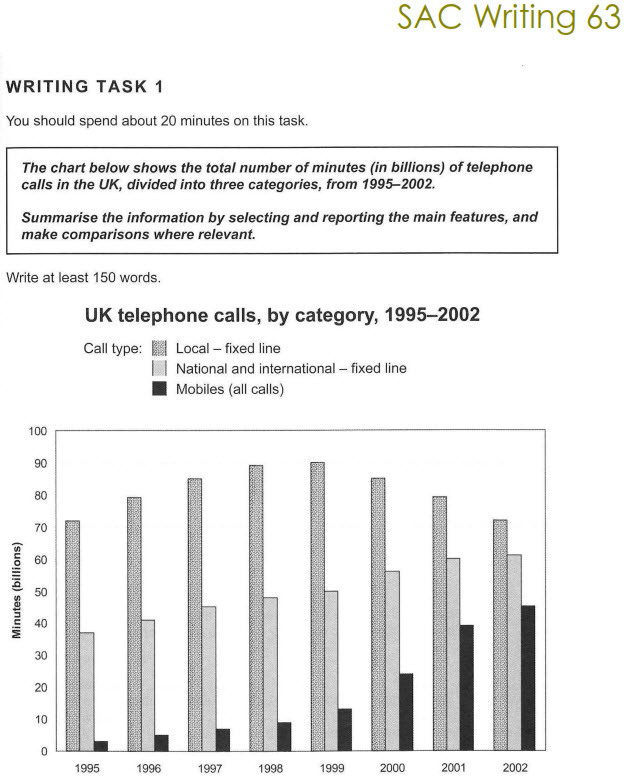 SAC Writing 63
WRITING TASK 1
You should spend about 20 minutes on this task.
The chart below shows the total number of minutes (in billions) of telephone
calls in the UK, divided into three categories, from 1995–2002.
Summarise the information by selecting and reporting the main features, and
make comparisons where relevant.
Write at least 150 words.
UK telephone calls, by category, 1995–2002
Call type:
Local – fixed line
National and international – fixed line
Mobiles (all calls)
Minutes (billions)
100
90
80
70
60
50
40
30
20
10
0
1995 1996 1997 1998 1999 2000 2001 2002